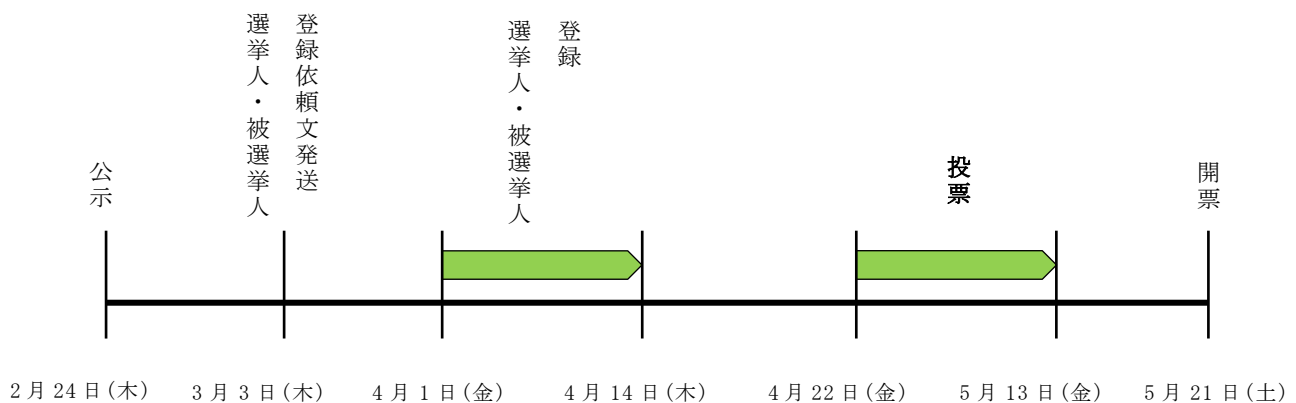 公示
選挙人・被選挙人
登録依頼文発送
選挙人・被選挙人
登録
投票
開票
2月24日(木)
3月3日(木)
4月1日(金)
4月14日(木)
4月22日(金)
5月13日(金)
5月21日(土)